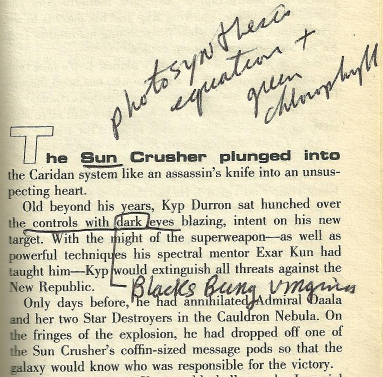 photosynthesis
equation +
green
chlorophyll
The Sun Crusher plunged into
the Caridan system like an assassin's knife into an unsus-
pecting heart.
Old beyond his years, Kyp Durron sat hunched over
the controls with dark eyes blazing, intent on his new
target. With the might of the superweapon—as well as
powerful techniques his spectral mentor Exar Kun had
taught him—Kyp would extinguish all threats against the
New Republic.
Blacks
Only days before, he had annihilated Admiral Daala
and her two Star Destroyers in the Cauldron Nebula. On
the fringes of the explosion, he had dropped off one of
the Sun Crusher's coffin-sized message pods so that the
galaxy would know who was responsible for the victory.